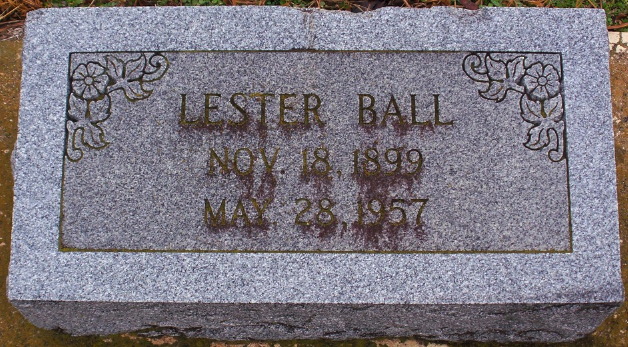 LESTER BALL
NOV. 18, 1899
MAY 28, 1957